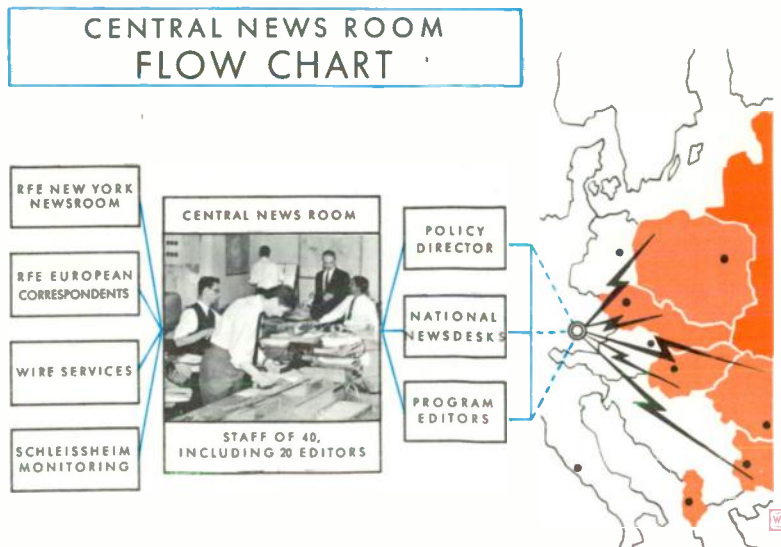 CENTRAL NEWS ROOM
FLOW CHART
RFE NEW YORK
NEWSROOM
RFE EUROPEAN
CORRESPONDENTS
WIRE SERVICES
SCHLEISSHEIM
MONITORING
CENTRAL NEWS ROOM
STAFF OF 40,
INCLUDING 20 EDITORS
POLICY
DIRECTOR
NATIONAL
NEWSDESKS
PROGRAM
EDITORS